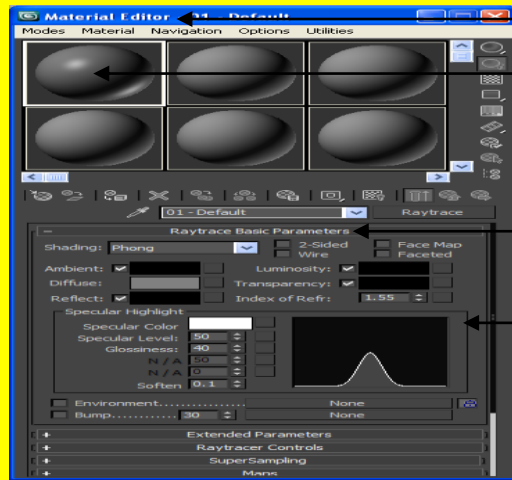 Material Editor - 01 - Default
Modes Material Navigation Options Utilities
01 - Default Raytrace
Raytrace Basic Parameters
Shading: Phong 2-Sided Face Map
Wire Faceted
Ambient: Luminosity:
Diffuse: Transparency:
Reflect: Index of Refr: 1.55
Specular Highlight
Specular Color
Specular Level: 50
Glossiness: 40
N/A 50
N/A 0
Soften 0.1
Environment................ None
Bump............ 30 None
+ Extended Parameters
+ Raytracer Controls
+ SuperSampling
+ Maps